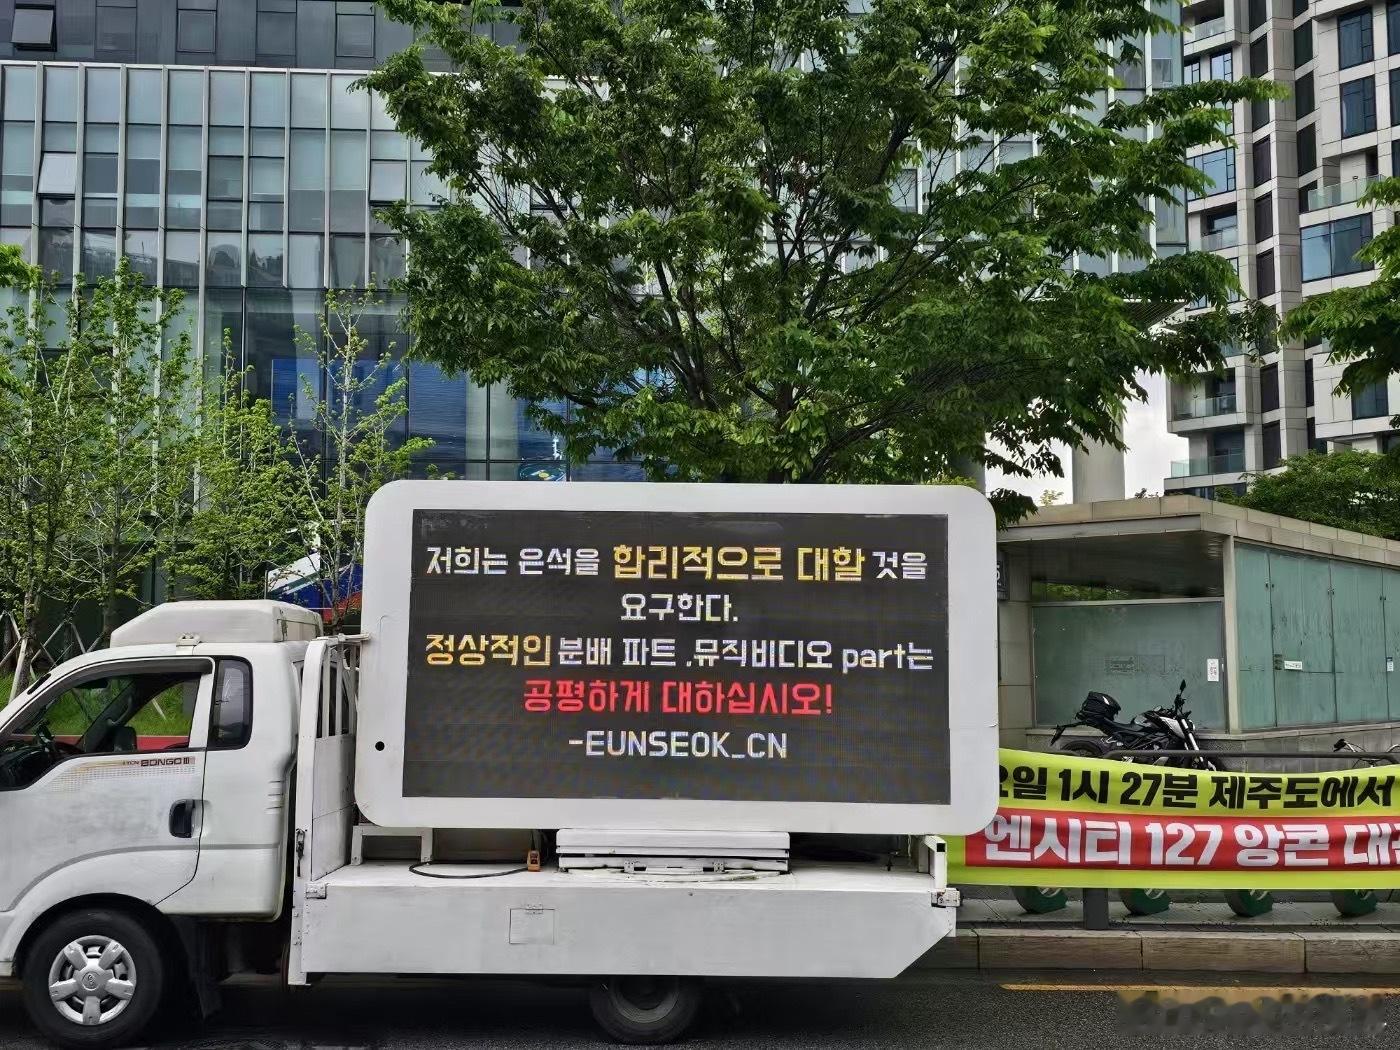 저희는 은석을 합리적으로 대할 것을
요구한다.
정상적인 분배 파트 ,뮤직비디오 part는
공평하게 대하십시오!
-EUNSEOK_CN
BONGO III
요일 1시 27분 제주도에서
엔시티 127 앙콘